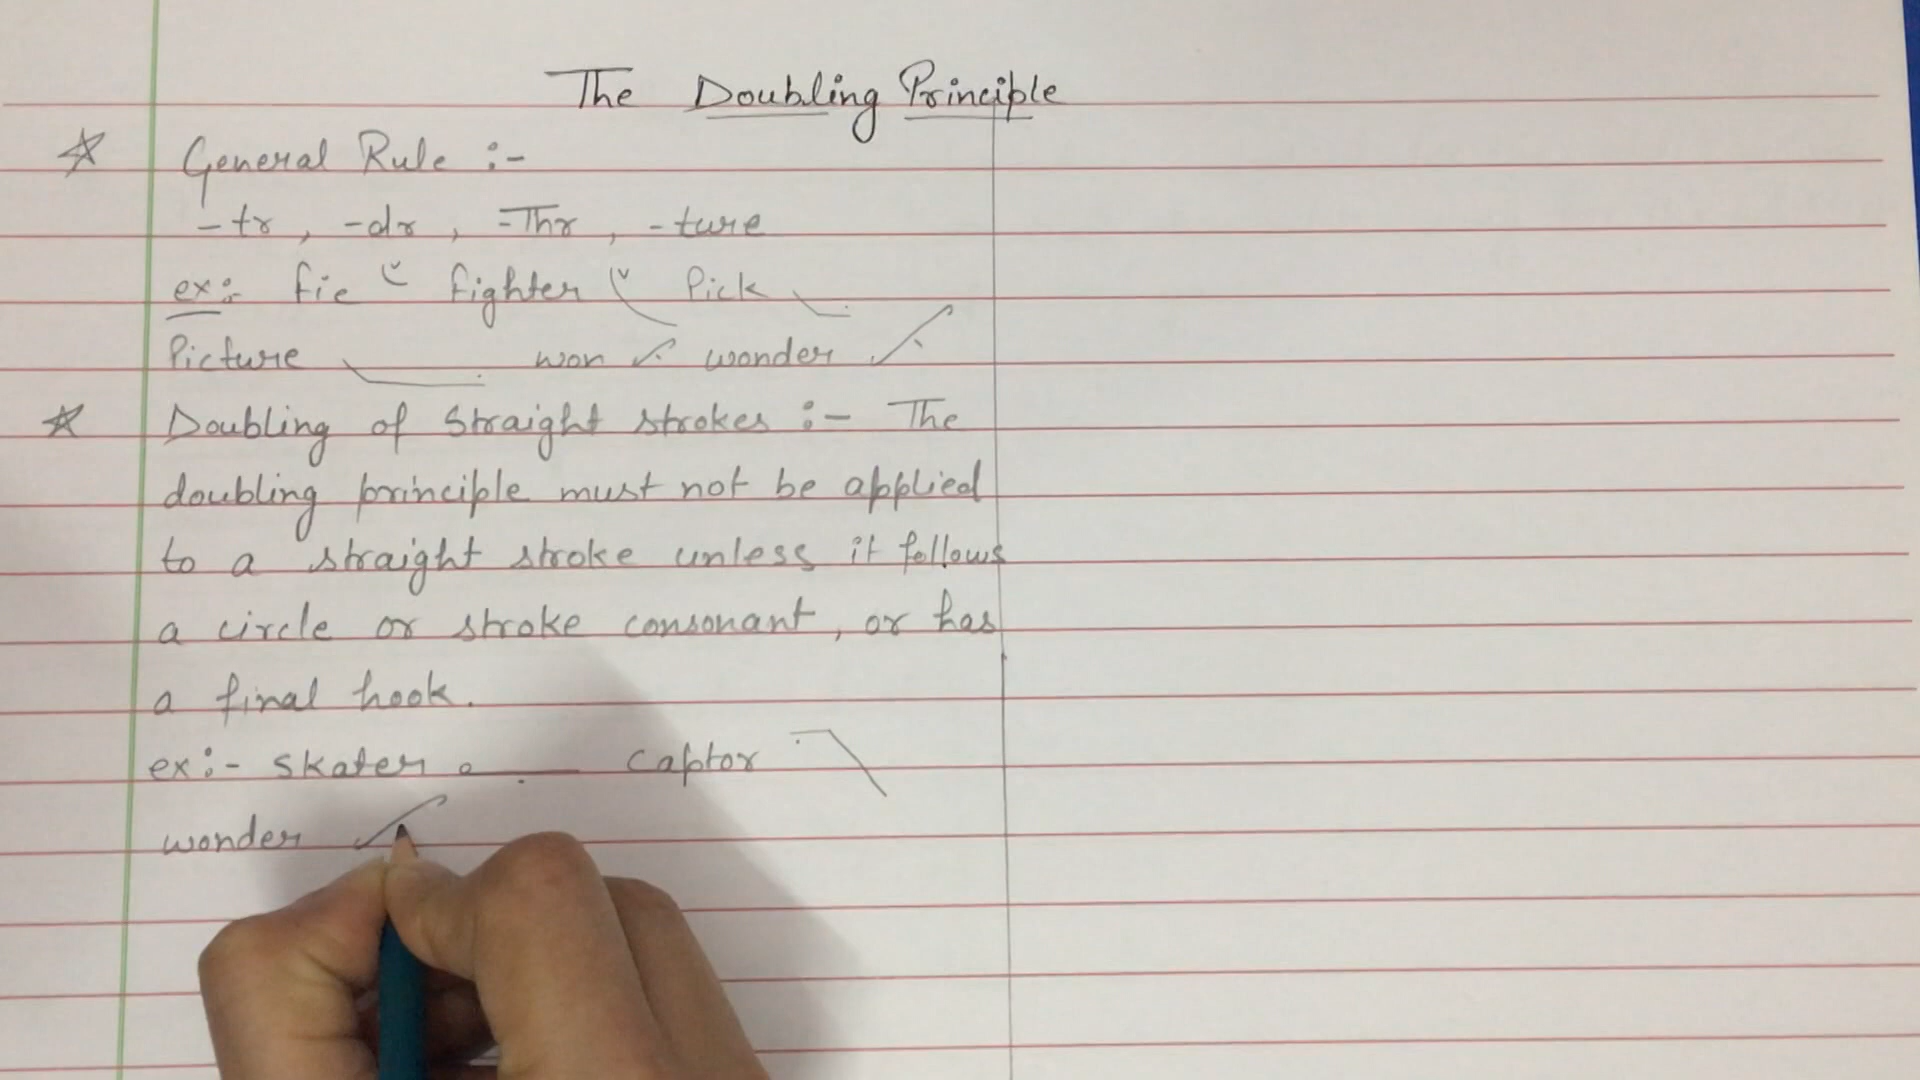 The Doubling Principle
General Rule :-
-tr, -dr, -Thr, -ture
ex:- fie fighter Pick
Picture won wonder
Doubling of Straight strokes :- The
doubling principle must not be applied
to a straight stroke unless it follows
a circle or stroke consonant, or has
a final hook.
ex:- skater captor
wonder